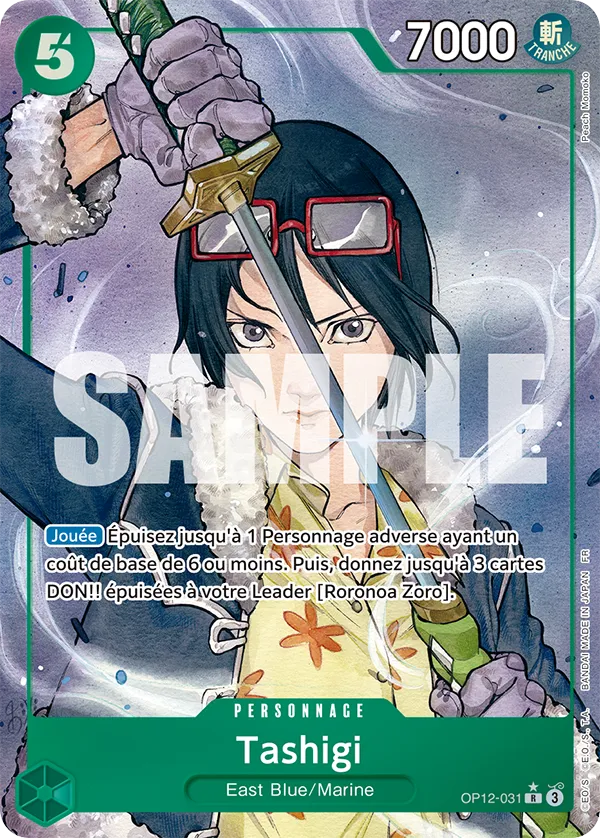 5
7000
斬
TRANCHE
Peach Momoko
SAMPLE
Jouée Épuisez jusqu'à 1 Personnage adverse ayant un
coût de base de 6 ou moins. Puis, donnez jusqu'à 3 cartes
DON!! épuisées à votre Leader [Roronoa Zoro].
©E.O./S. ©E.O./S., T.A. BANDAI MADE IN JAPAN FR
PERSONNAGE
Tashigi
East Blue/Marine
OP12-031 R 3